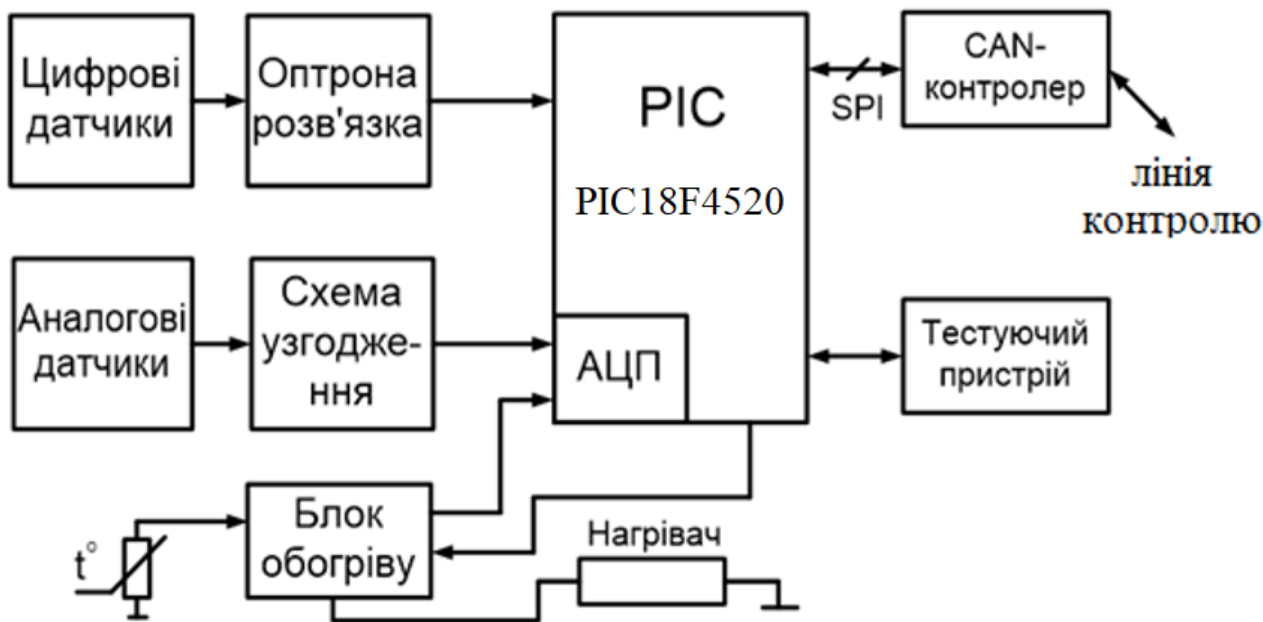 Цифрові
датчики
Оптрона
розв'язка
PIC
PIC18F4520
SPI
CAN-
контролер
лінія
контролю
Аналогові
датчики
Схема
узгодже-
ння
АЦП
Тестуючий
пристрій
t°
Блок
обогріву
Нагрівач